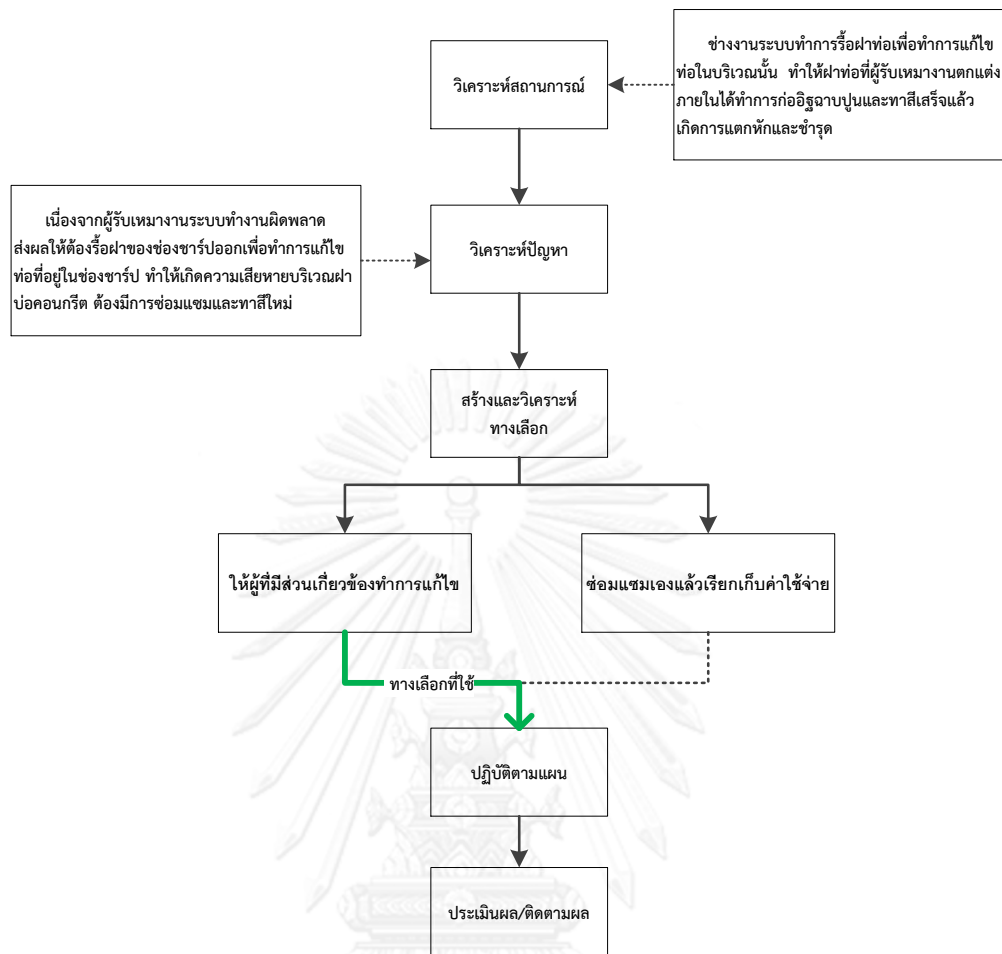 วิเคราะห์สถานการณ์
ช่างงานระบบทำการรื้อฝาท่อเพื่อทำการแก้ไข
ท่อในบริเวณนั้น ทำให้ฝาท่อที่ผู้รับเหมางานตกแต่ง
ภายในได้ทำการก่ออิฐฉาบปูนและทาสีเสร็จแล้ว
เกิดการแตกหักและชำรุด
เนื่องจากผู้รับเหมางานระบบทำงานผิดพลาด
ส่งผลให้ต้องรื้อฝาของช่องชาร์ปออกเพื่อทำการแก้ไข
ท่อที่อยู่ในช่องชาร์ป ทำให้เกิดความเสียหายบริเวณฝา
บ่อคอนกรีต ต้องมีการซ่อมแซมและทาสีใหม่
วิเคราะห์ปัญหา
สร้างและวิเคราะห์
ทางเลือก
ให้ผู้ที่มีส่วนเกี่ยวข้องทำการแก้ไข
ซ่อมแซมเองแล้วเรียกเก็บค่าใช้จ่าย
ทางเลือกที่ใช้
ปฏิบัติตามแผน
ประเมินผล/ติดตามผล